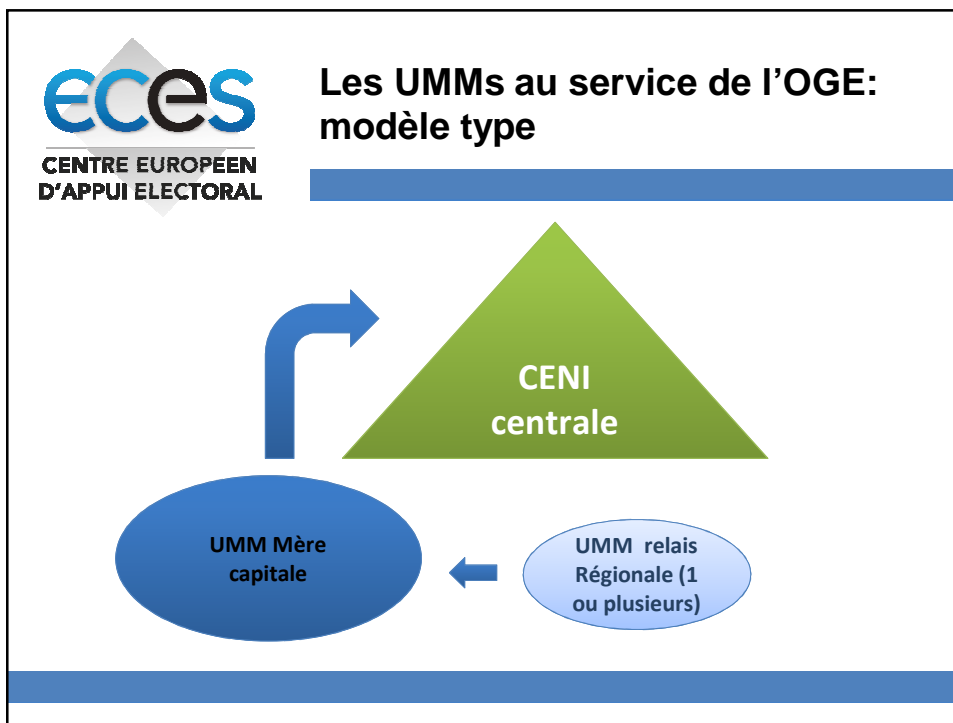 eces
CENTRE EUROPEEN
D'APPUI ELECTORAL
Les UMMs au service de l'OGE:
modèle type
CENI
centrale
UMM Mère
capitale
UMM relais
Régionale (1
ou plusieurs)